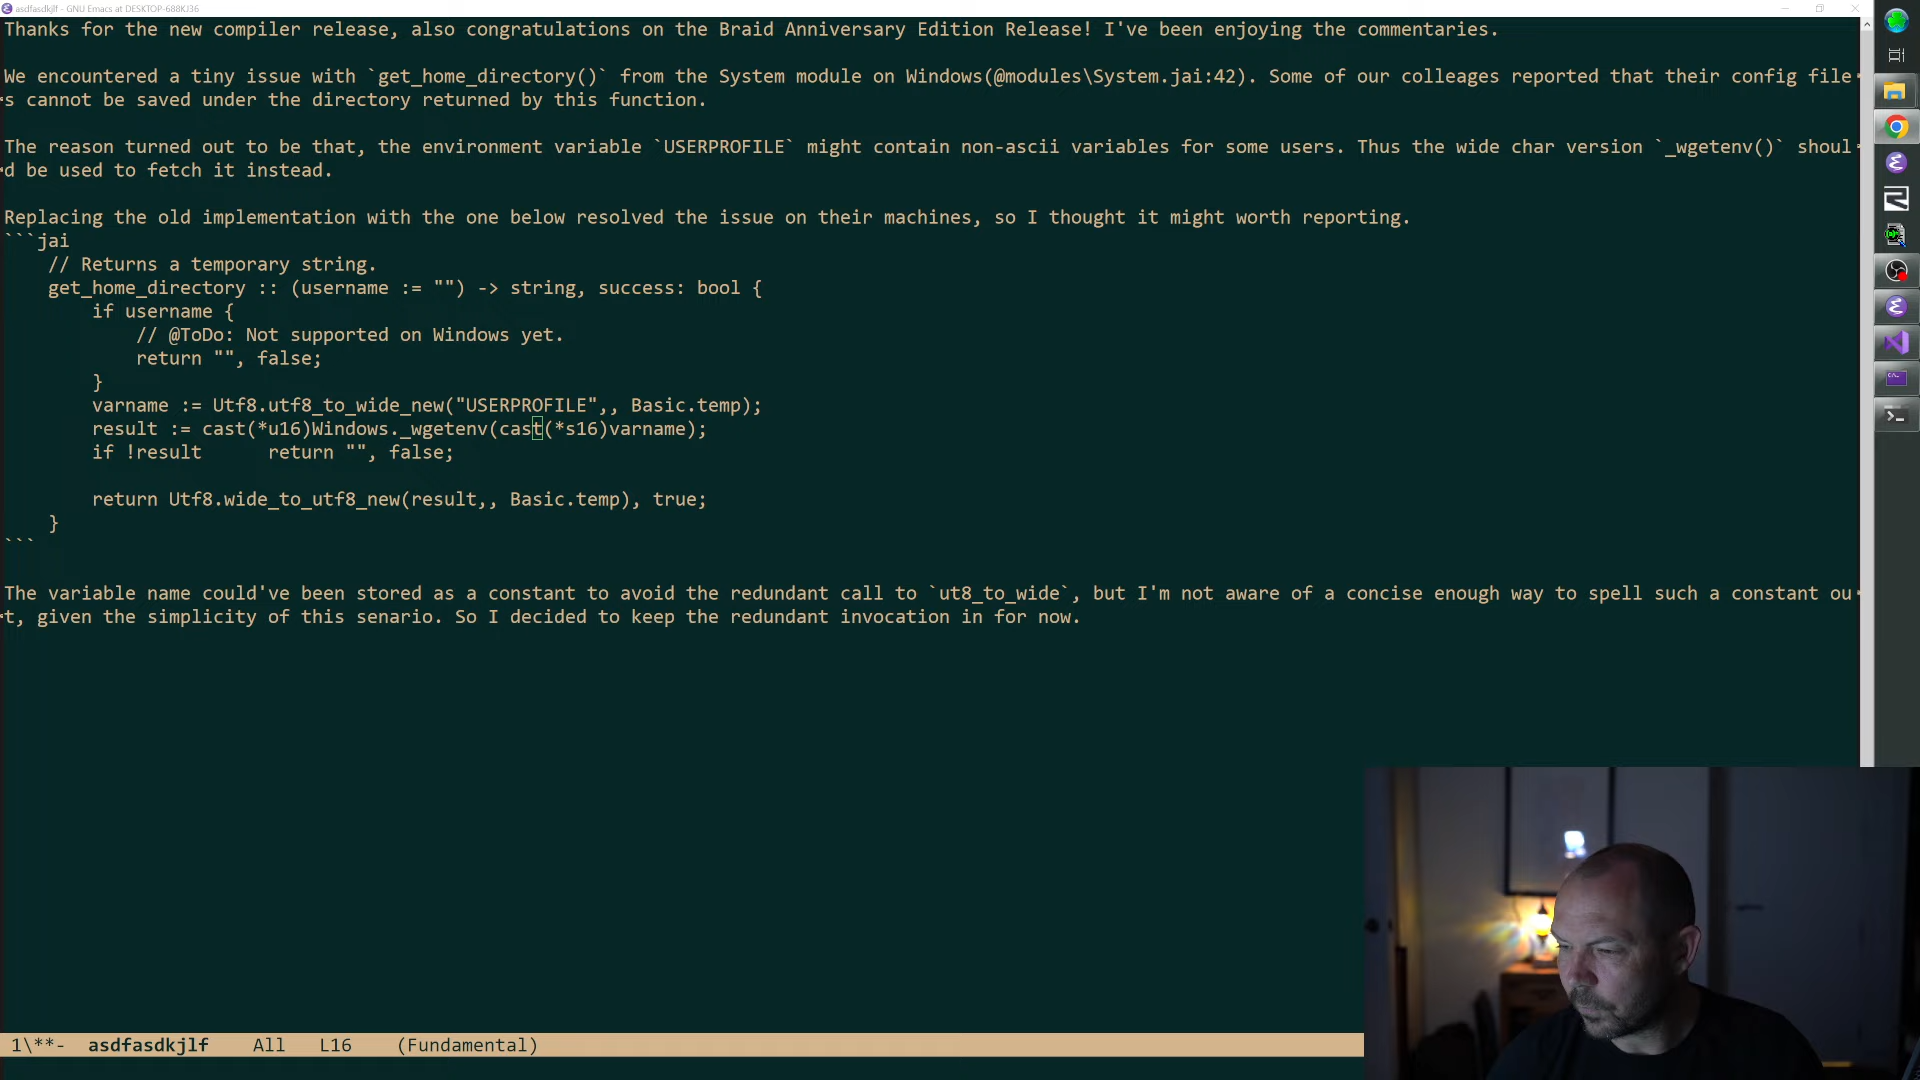 asdfasdkjlf - GNU Emacs at DESKTOP-688KJ36
Thanks for the new compiler release, also congratulations on the Braid Anniversary Edition Release! I've been enjoying the commentaries.
We encountered a tiny issue with `get_home_directory()` from the System module on Windows(@modules\System.jai:42). Some of our colleages reported that their config file
s cannot be saved under the directory returned by this function.
The reason turned out to be that, the environment variable `USERPROFILE` might contain non-ascii variables for some users. Thus the wide char version `_wgetenv()` shoul
d be used to fetch it instead.
Replacing the old implementation with the one below resolved the issue on their machines, so I thought it might worth reporting.
```jai
    // Returns a temporary string.
    get_home_directory :: (username := "") -> string, success: bool {
        if username {
            // @ToDo: Not supported on Windows yet.
            return "", false;
        }
        varname := Utf8.utf8_to_wide_new("USERPROFILE",, Basic.temp);
        result := cast(*u16)Windows._wgetenv(cast(*s16)varname);
        if !result      return "", false;
        return Utf8.wide_to_utf8_new(result,, Basic.temp), true;
    }
```
The variable name could've been stored as a constant to avoid the redundant call to `ut8_to_wide`, but I'm not aware of a concise enough way to spell such a constant ou
t, given the simplicity of this senario. So I decided to keep the redundant invocation in for now.
1\**-  asdfasdkjlf    All   L16    (Fundamental)